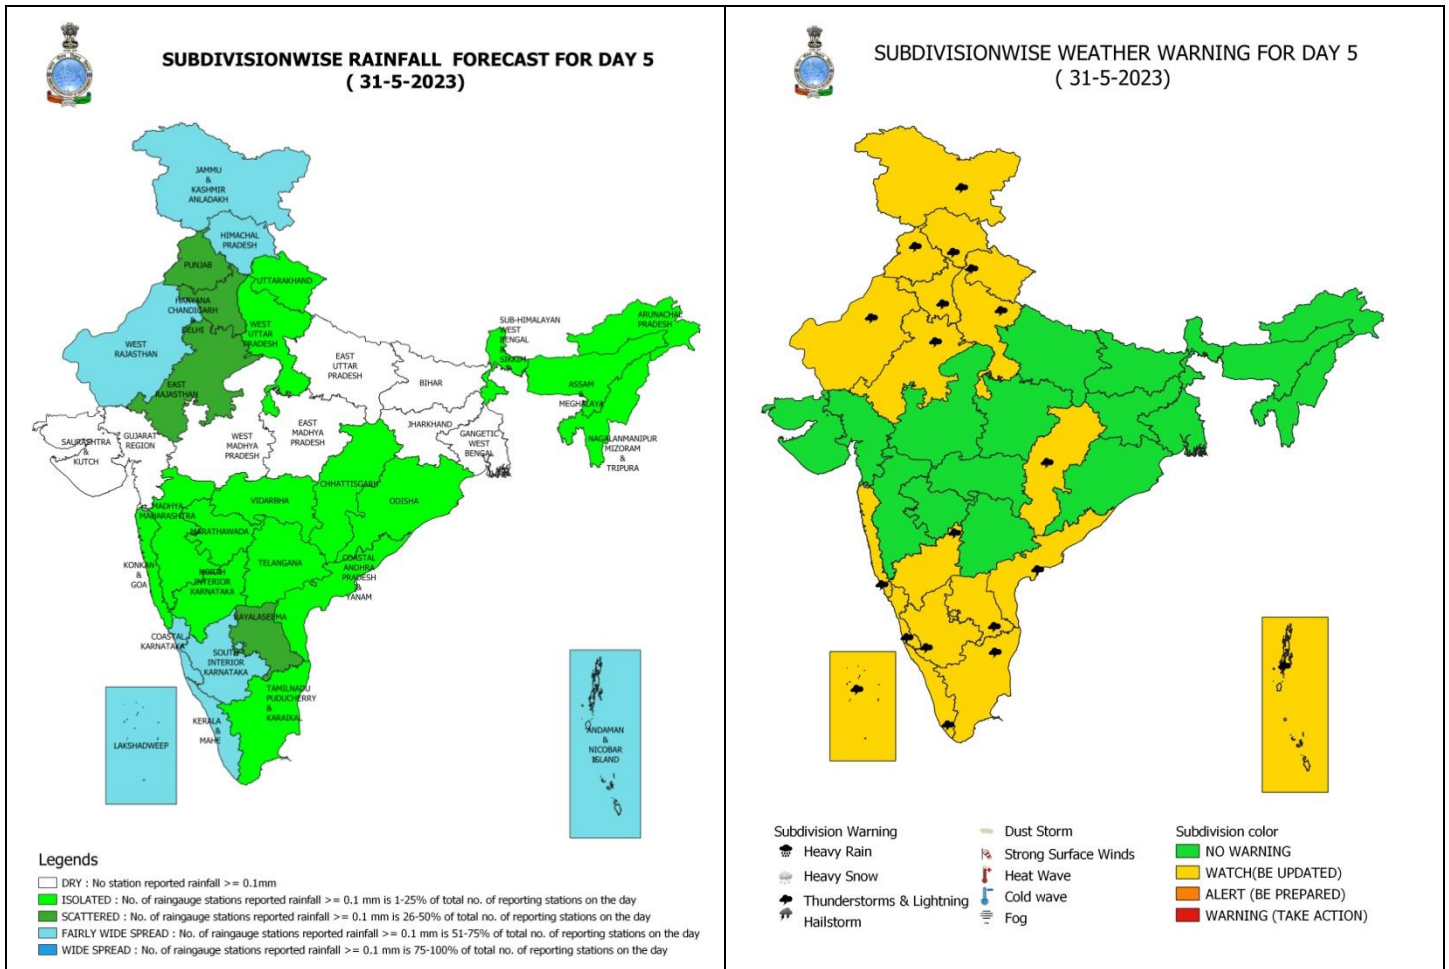 SUBDIVISIONWISE RAINFALL FORECAST FOR DAY 5
( 31-5-2023)
JAMMU
&
KASHMIR
ANLADAKH
HIMACHAL
PRADESH
PUNJAB
UTTARAKHAND
HARYANA
CHANDIGARH
&
DELHI
WEST
UTTAR
PRADESH
WEST
RAJASTHAN
EAST
RAJASTHAN
EAST
UTTAR
PRADESH
BIHAR
SUB-HIMALAYAN
WEST
BENGAL
&
SIKKIM
ARUNACHAL
PRADESH
ASSAM
MEGHALAYA
NAGALANMANIPUR
MIZORAM
&
TRIPURA
SAURASHTRA
&
KUTCH
GUJARAT
REGION
WEST
MADHYA
PRADESH
EAST
MADHYA
PRADESH
JHARKHAND
GANGETIC
WEST
BENGAL
CHHATTISGARH
ODISHA
VIDARBHA
MADHYA
MAHARASHTRA
MARATHAWADA
TELANGANA
KONKAN
&
GOA
NORTH
INTERIOR
KARNATAKA
COASTAL
ANDHRA
PRADESH
&
YANAM
RAYALASEEMA
COASTAL
KARNATAKA
SOUTH
INTERIOR
KARNATAKA
TAMILNADU
PUDUCHERRY
&
KARAIKAL
KERALA
&
MAHE
LAKSHADWEEP
ANDAMAN
&
NICOBAR
ISLAND
Legends
DRY : No station reported rainfall >= 0.1mm
ISOLATED : No. of raingauge stations reported rainfall >= 0.1 mm is 1-25% of total no. of reporting stations on the day
SCATTERED : No. of raingauge stations reported rainfall >= 0.1 mm is 26-50% of total no. of reporting stations on the day
FAIRLY WIDE SPREAD : No. of raingauge stations reported rainfall >= 0.1 mm is 51-75% of total no. of reporting stations on the day
WIDE SPREAD : No. of raingauge stations reported rainfall >= 0.1 mm is 75-100% of total no. of reporting stations on the day
SUBDIVISIONWISE WEATHER WARNING FOR DAY 5
( 31-5-2023)
Subdivision Warning
Heavy Rain
Heavy Snow
Thunderstorms & Lightning
Hailstorm
Dust Storm
Strong Surface Winds
Heat Wave
Cold wave
Fog
Subdivision color
NO WARNING
WATCH(BE UPDATED)
ALERT (BE PREPARED)
WARNING (TAKE ACTION)